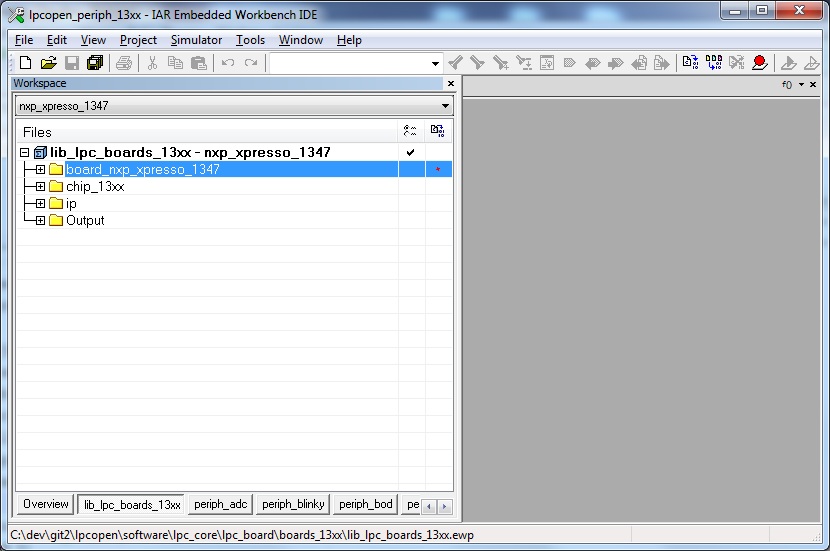 lpcopen_periph_13xx - IAR Embedded Workbench IDE
File Edit View Project Simulator Tools Window Help
Workspace
nxp_xpresso_1347
Files
lib_lpc_boards_13xx - nxp_xpresso_1347
board_nxp_xpresso_1347
chip_13xx
ip
Output
f()
Overview lib_lpc_boards_13xx periph_adc periph_blinky periph_bod pe
C:\dev\git2\lpcopen\software\lpc_core\lpc_board\boards_13xx\lib_lpc_boards_13xx.ewp